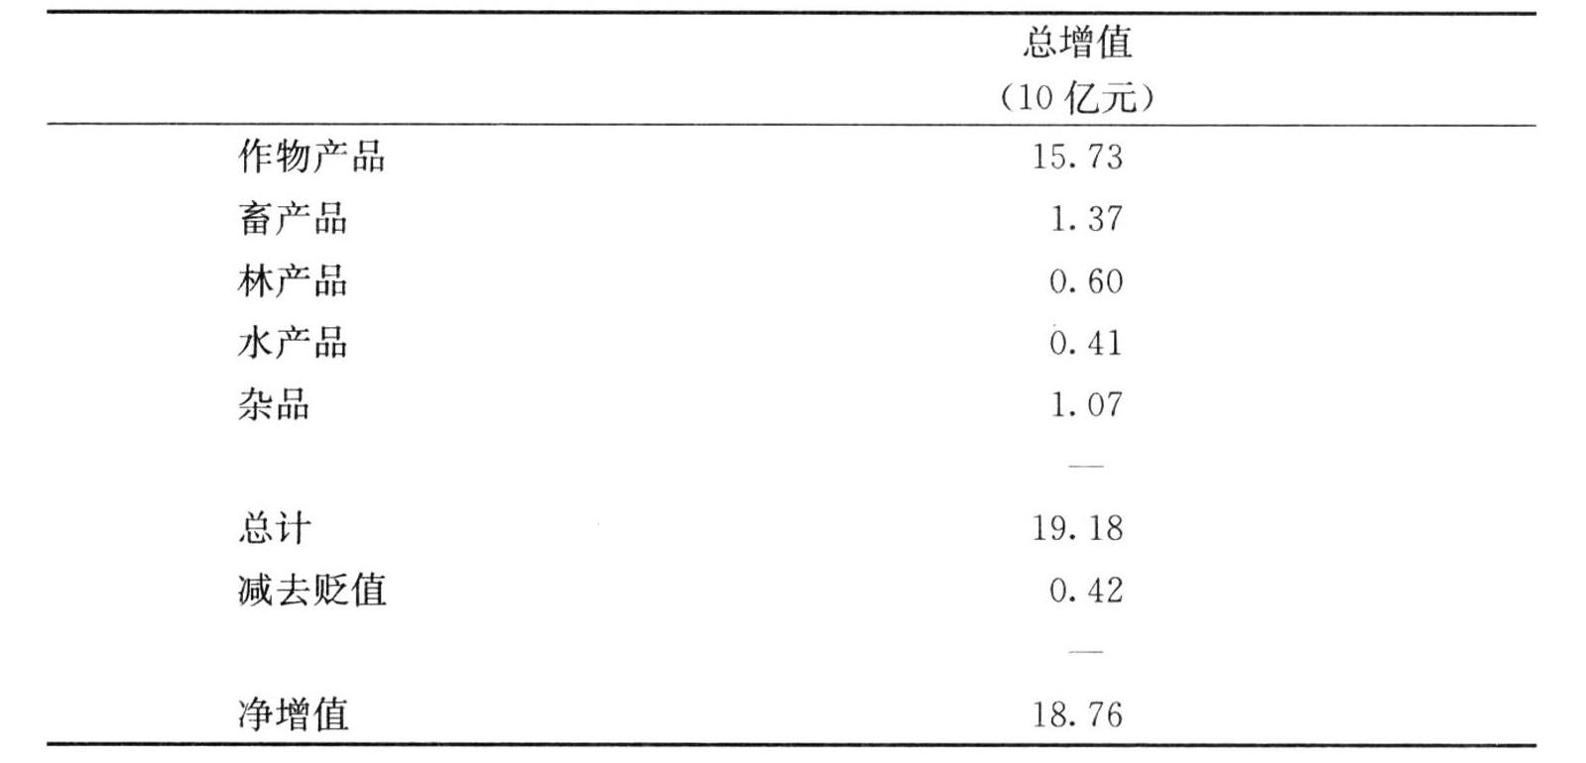 总增值
（10 亿元）
作物产品 15.73
畜产品 1.37
林产品 0.60
水产品 0.41
杂品 1.07
—
总计 19.18
减去贬值 0.42
—
净增值 18.76